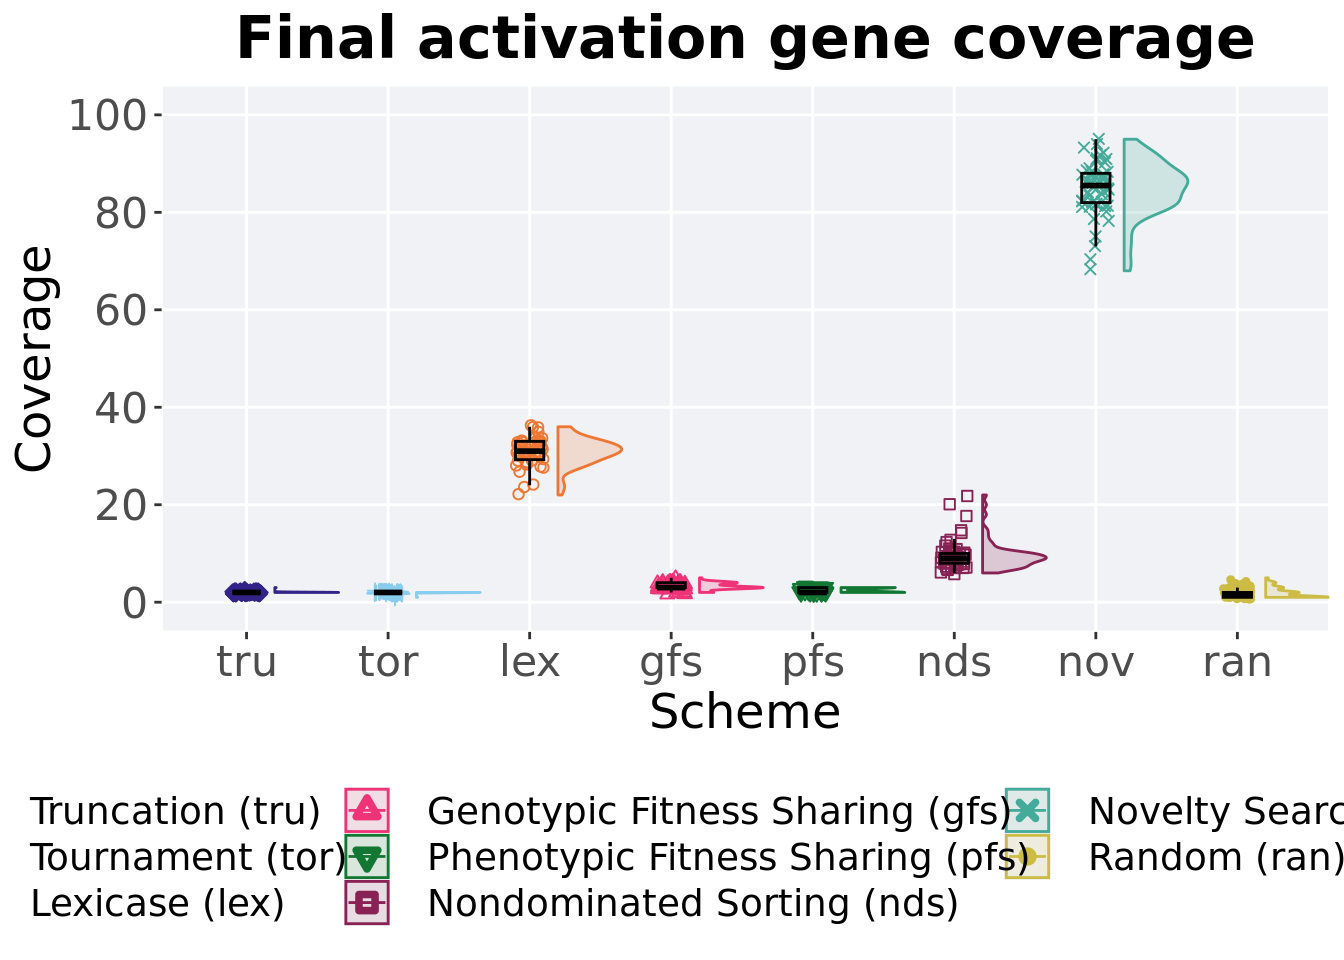 Final activation gene coverage
100
80
60
40
20
0
Coverage
tru tor lex gfs pfs nds nov ran
Scheme
Truncation (tru) Genotypic Fitness Sharing (gfs) Novelty Searc
Tournament (tor) Phenotypic Fitness Sharing (pfs) Random (ran)
Lexicase (lex) Nondominated Sorting (nds)